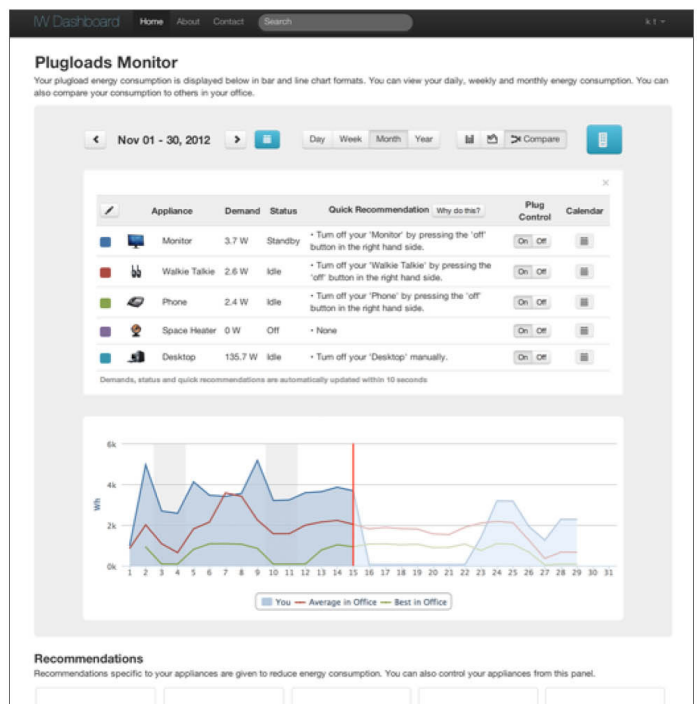 IW Dashboard Home About Contact Search k t
Plugloads Monitor
Your plugload energy consumption is displayed below in bar and line chart formats. You can view your daily, weekly and monthly energy consumption. You can
also compare your consumption to others in your office.
Nov 01 - 30, 2012 Day Week Month Year Compare
×
Appliance Demand Status Quick Recommendation Why do this? Plug Control Calendar
Monitor 3.7 W Standby • Turn off your 'Monitor' by pressing the 'off'
button in the right hand side. On Off
Walkie Talkie 2.6 W Idle • Turn off your 'Walkie Talkie' by pressing the
'off' button in the right hand side. On Off
Phone 2.4 W Idle • Turn off your 'Phone' by pressing the 'off'
button in the right hand side. On Off
Space Heater 0 W Off • None On Off
Desktop 135.7 W Idle • Turn off your 'Desktop' manually. On Off
Demands, status and quick recommendations are automatically updated within 10 seconds
6k
4k
Wh
2k
0k
1 2 3 4 5 6 7 8 9 10 11 12 13 14 15 16 17 18 19 20 21 22 23 24 25 26 27 28 29 30 31
You Average in Office Best in Office
Recommendations
Recommendations specific to your appliances are given to reduce energy consumption. You can also control your appliances from this panel.